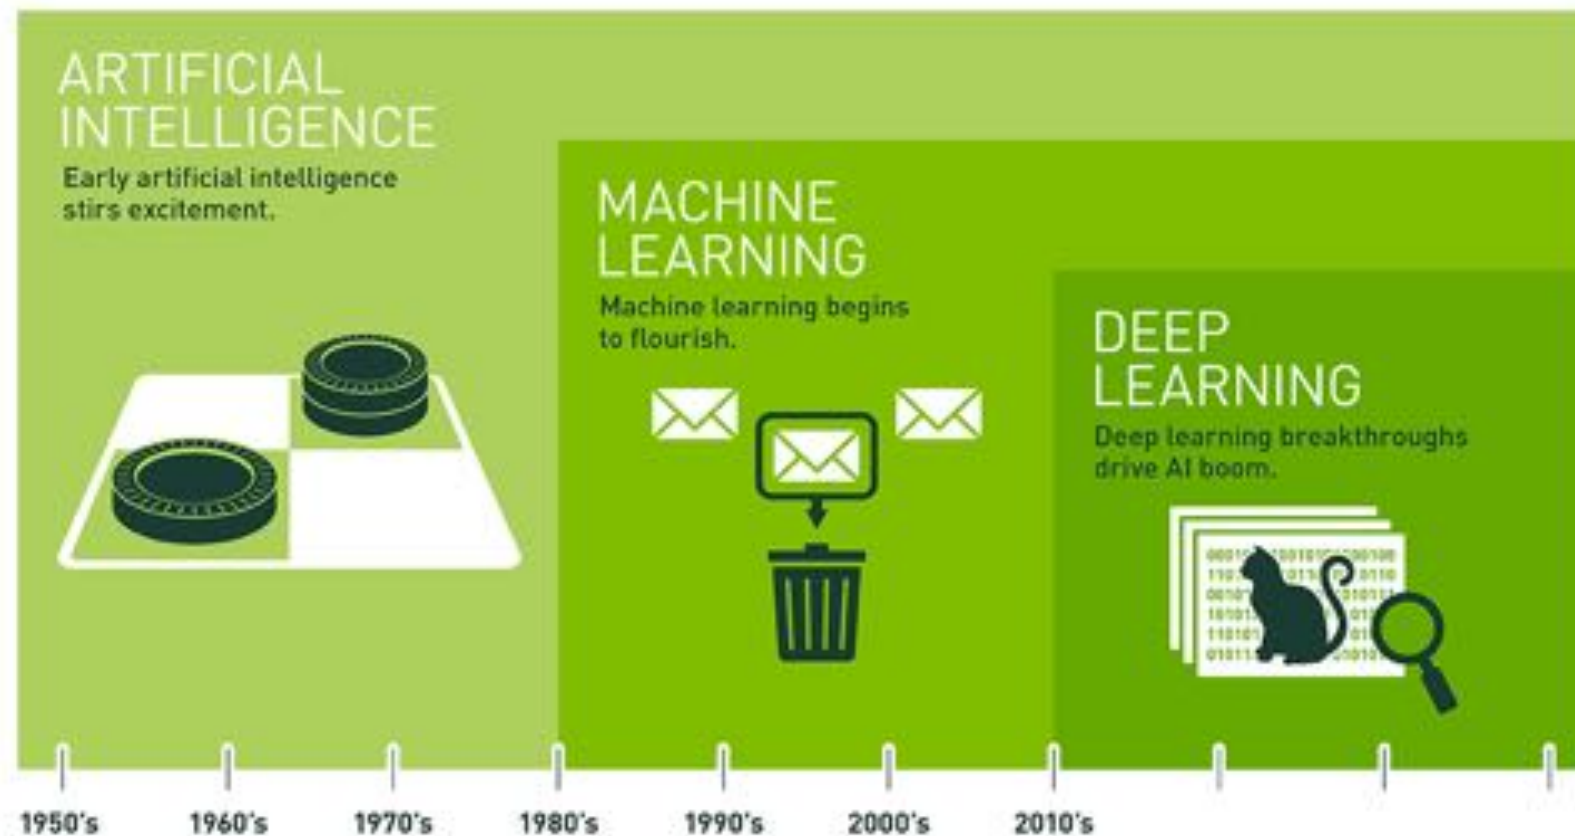 ARTIFICIAL
INTELLIGENCE
Early artificial intelligence
stirs excitement.
MACHINE
LEARNING
Machine learning begins
to flourish.
DEEP
LEARNING
Deep learning breakthroughs
drive AI boom.
1950's 1960's 1970's 1980's 1990's 2000's 2010's